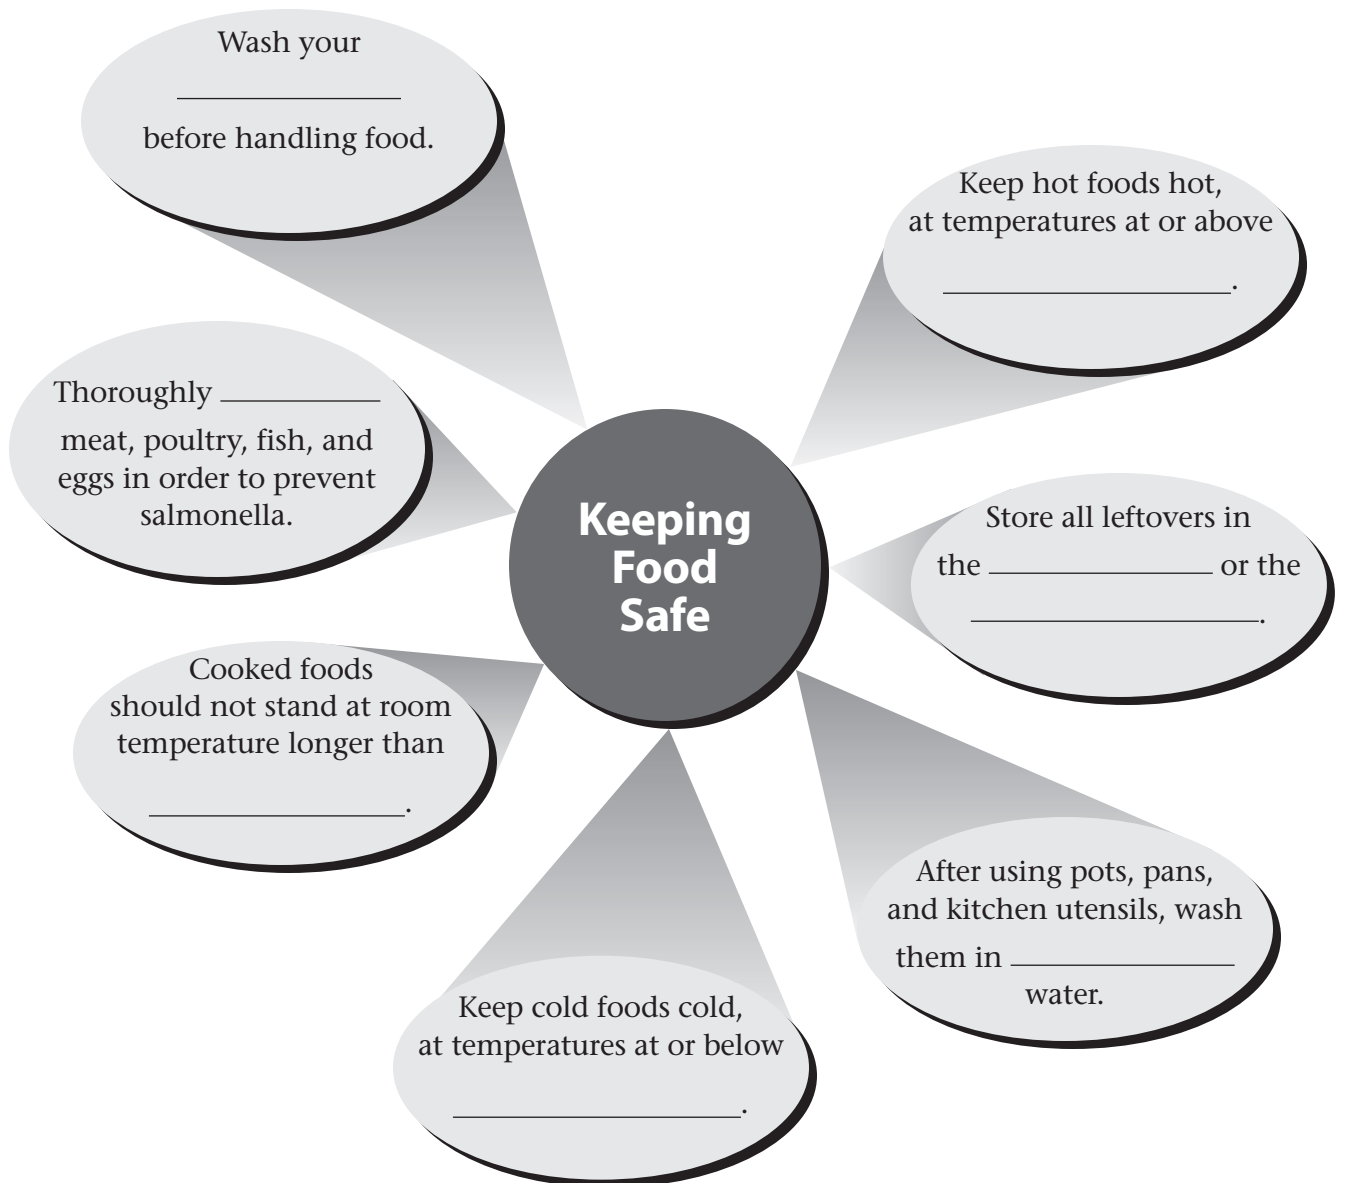 Wash your
before handling food.
Keep hot foods hot,
at temperatures at or above
.
Thoroughly
meat, poultry, fish, and
eggs in order to prevent
salmonella.
Keeping
Food
Safe
Store all leftovers in
the or the
.
Cooked foods
should not stand at room
temperature longer than
.
After using pots, pans,
and kitchen utensils, wash
them in
water.
Keep cold foods cold,
at temperatures at or below
.